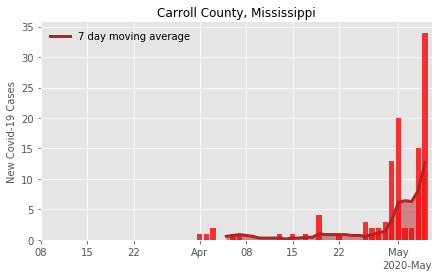 Carroll County, Mississippi
7 day moving average
New Covid-19 Cases
35
30
25
20
15
10
5
0
08 15 22 Apr 08 15 22 May
2020-May